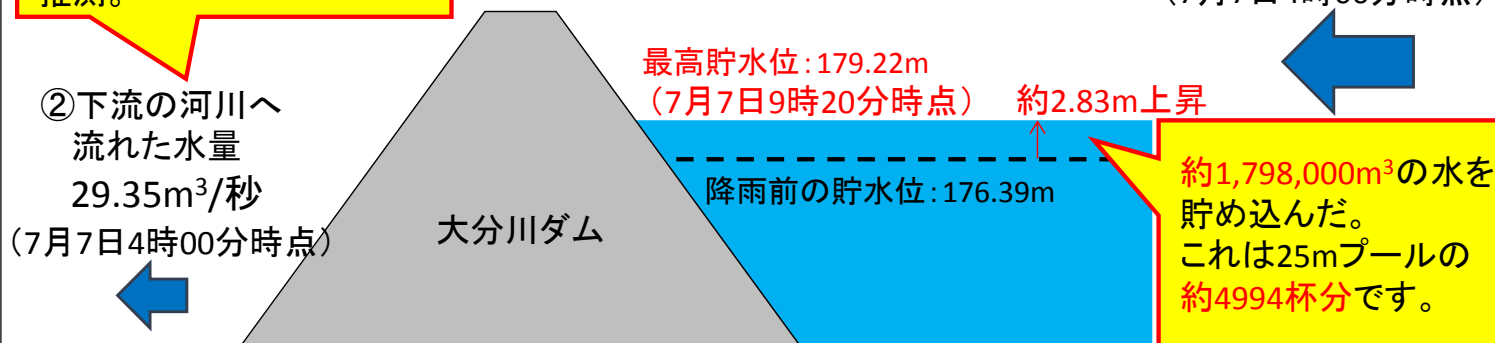 推測。
(7月7日4時00分時点)
最高貯水位：179.22m
（7月7日9時20分時点）　約2.83m上昇
②下流の河川へ
流れた水量
29.35m³/秒
（7月7日4時00分時点）
降雨前の貯水位：176.39m
大分川ダム
約1,798,000m³の水を
貯め込んだ。
これは25mプールの
約4994杯分です。